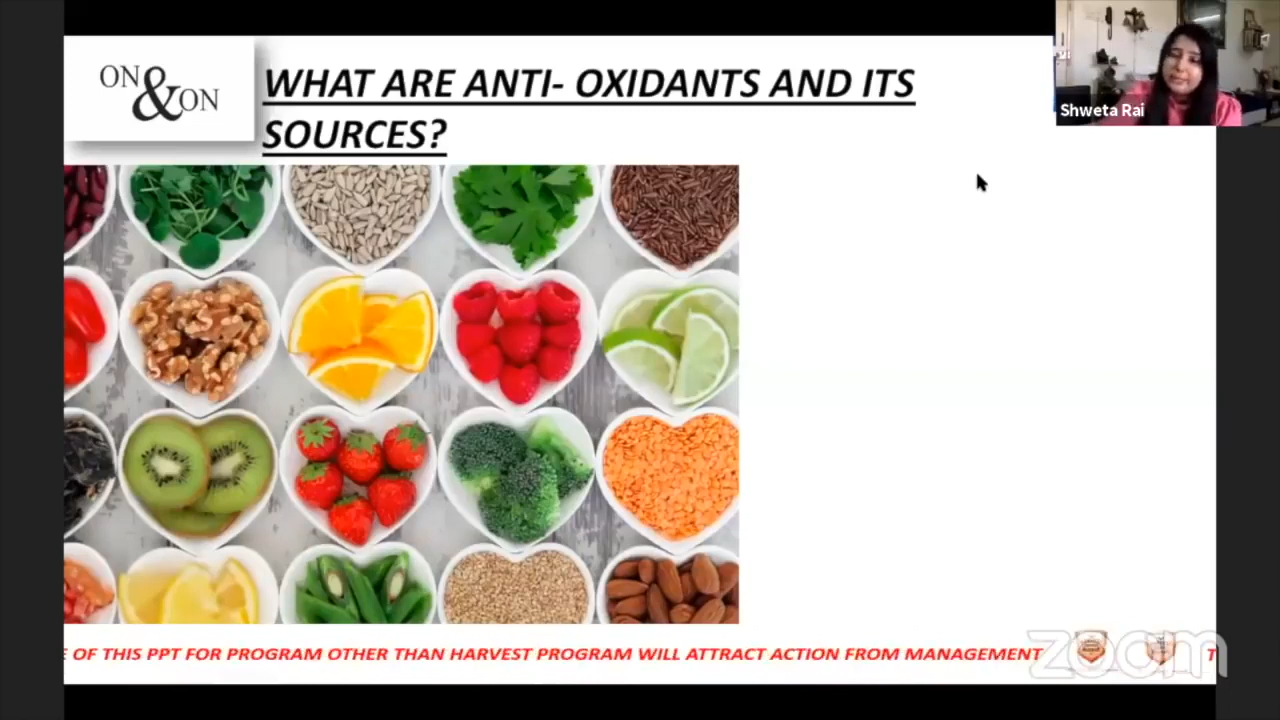 ON & ON
WHAT ARE ANTI- OXIDANTS AND ITS
SOURCES?
Shweta Rai
OF THIS PPT FOR PROGRAM OTHER THAN HARVEST PROGRAM WILL ATTRACT ACTION FROM MANAGEMENT
zoom